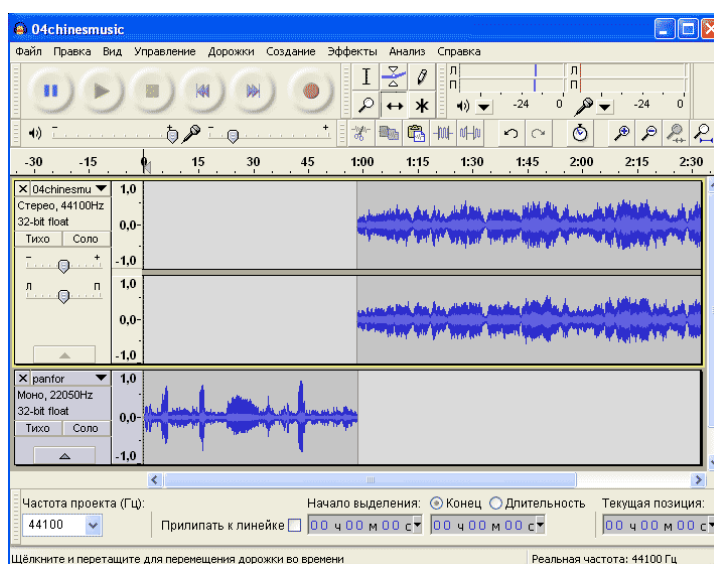 04chinesmusic
Файл Правка Вид Управление Дорожки Создание Эффекты Анализ Справка
Л Л
П П
-24 0 -24 0
- + - +
-30 -15 0 15 30 45 1:00 1:15 1:30 1:45 2:00 2:15 2:30
04chinesmu 1,0
Стерео, 44100Hz
32-bit float 0,0-
Тихо Соло
- + -1,0
Л П 1,0
0,0-
-1,0
panfor 1,0
Моно, 22050Hz
32-bit float 0,0-
Тихо Соло
-1,0
Частота проекта (Гц): Начало выделения: Конец Длительность Текущая позиция:
44100 Прилипать к линейке 00 ч 00 м 00 с 00 ч 00 м 00 с 00 ч 00 м 00 с
Щёлкните и перетащите для перемещения дорожки во времени Реальная частота: 44100 Гц